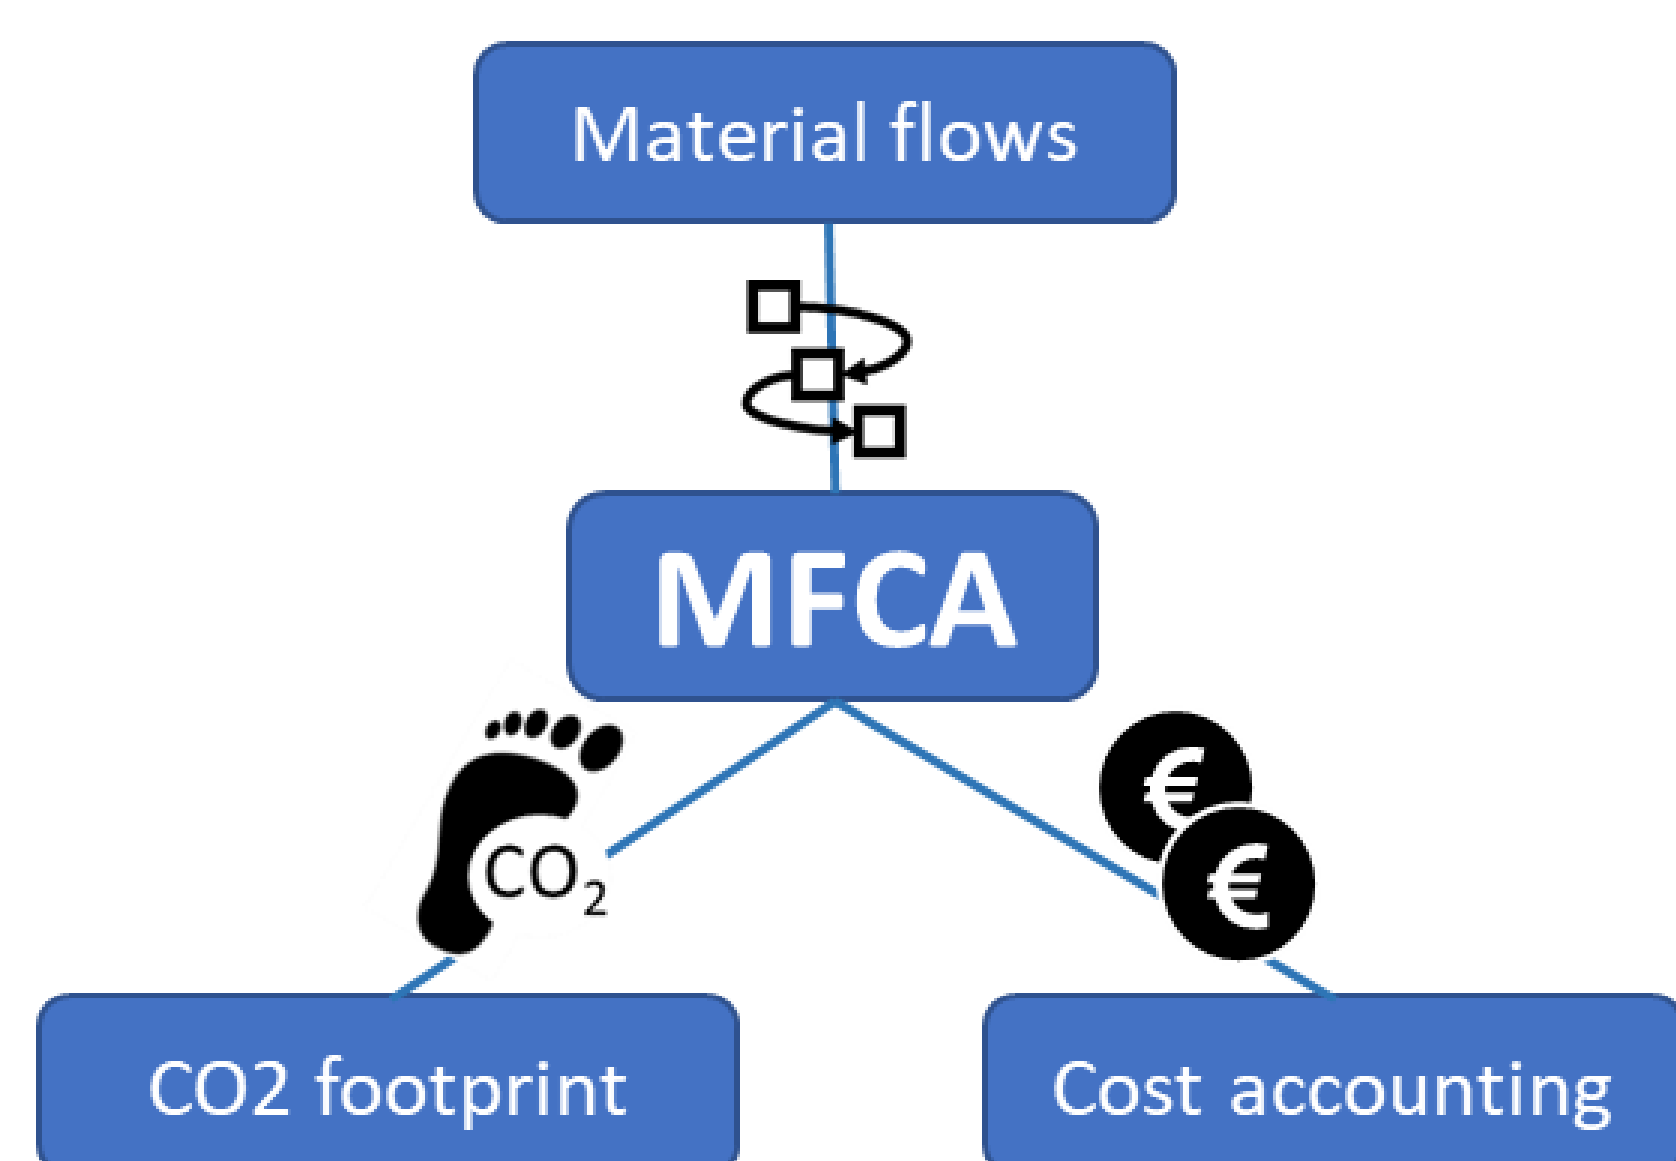 Material flows
MFCA
€
CO₂
€
CO2 footprint
Cost accounting